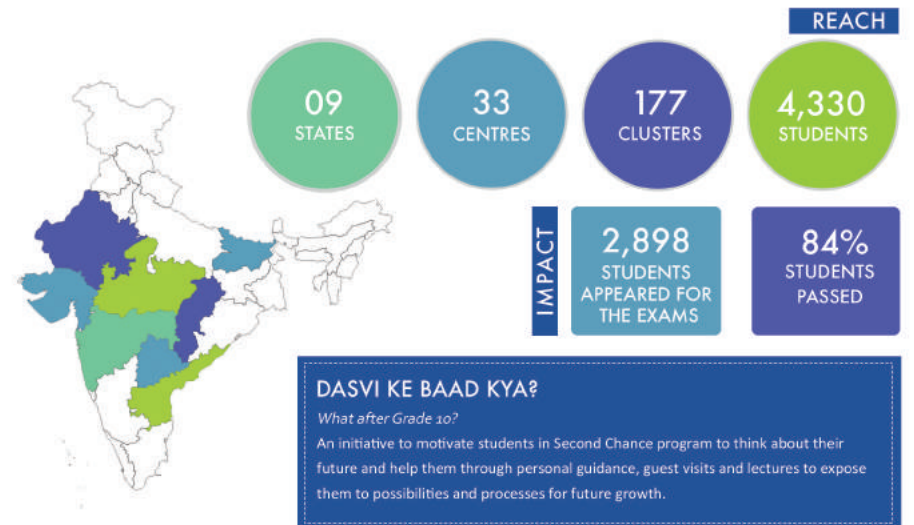 REACH
09
STATES
33
CENTRES
177
CLUSTERS
4,330
STUDENTS
IMPACT
2,898
STUDENTS
APPEARED FOR
THE EXAMS
84%
STUDENTS
PASSED
DASVI KE BAAD KYA?
What after Grade 10?
An initiative to motivate students in Second Chance program to think about their
future and help them through personal guidance, guest visits and lectures to expose
them to possibilities and processes for future growth.